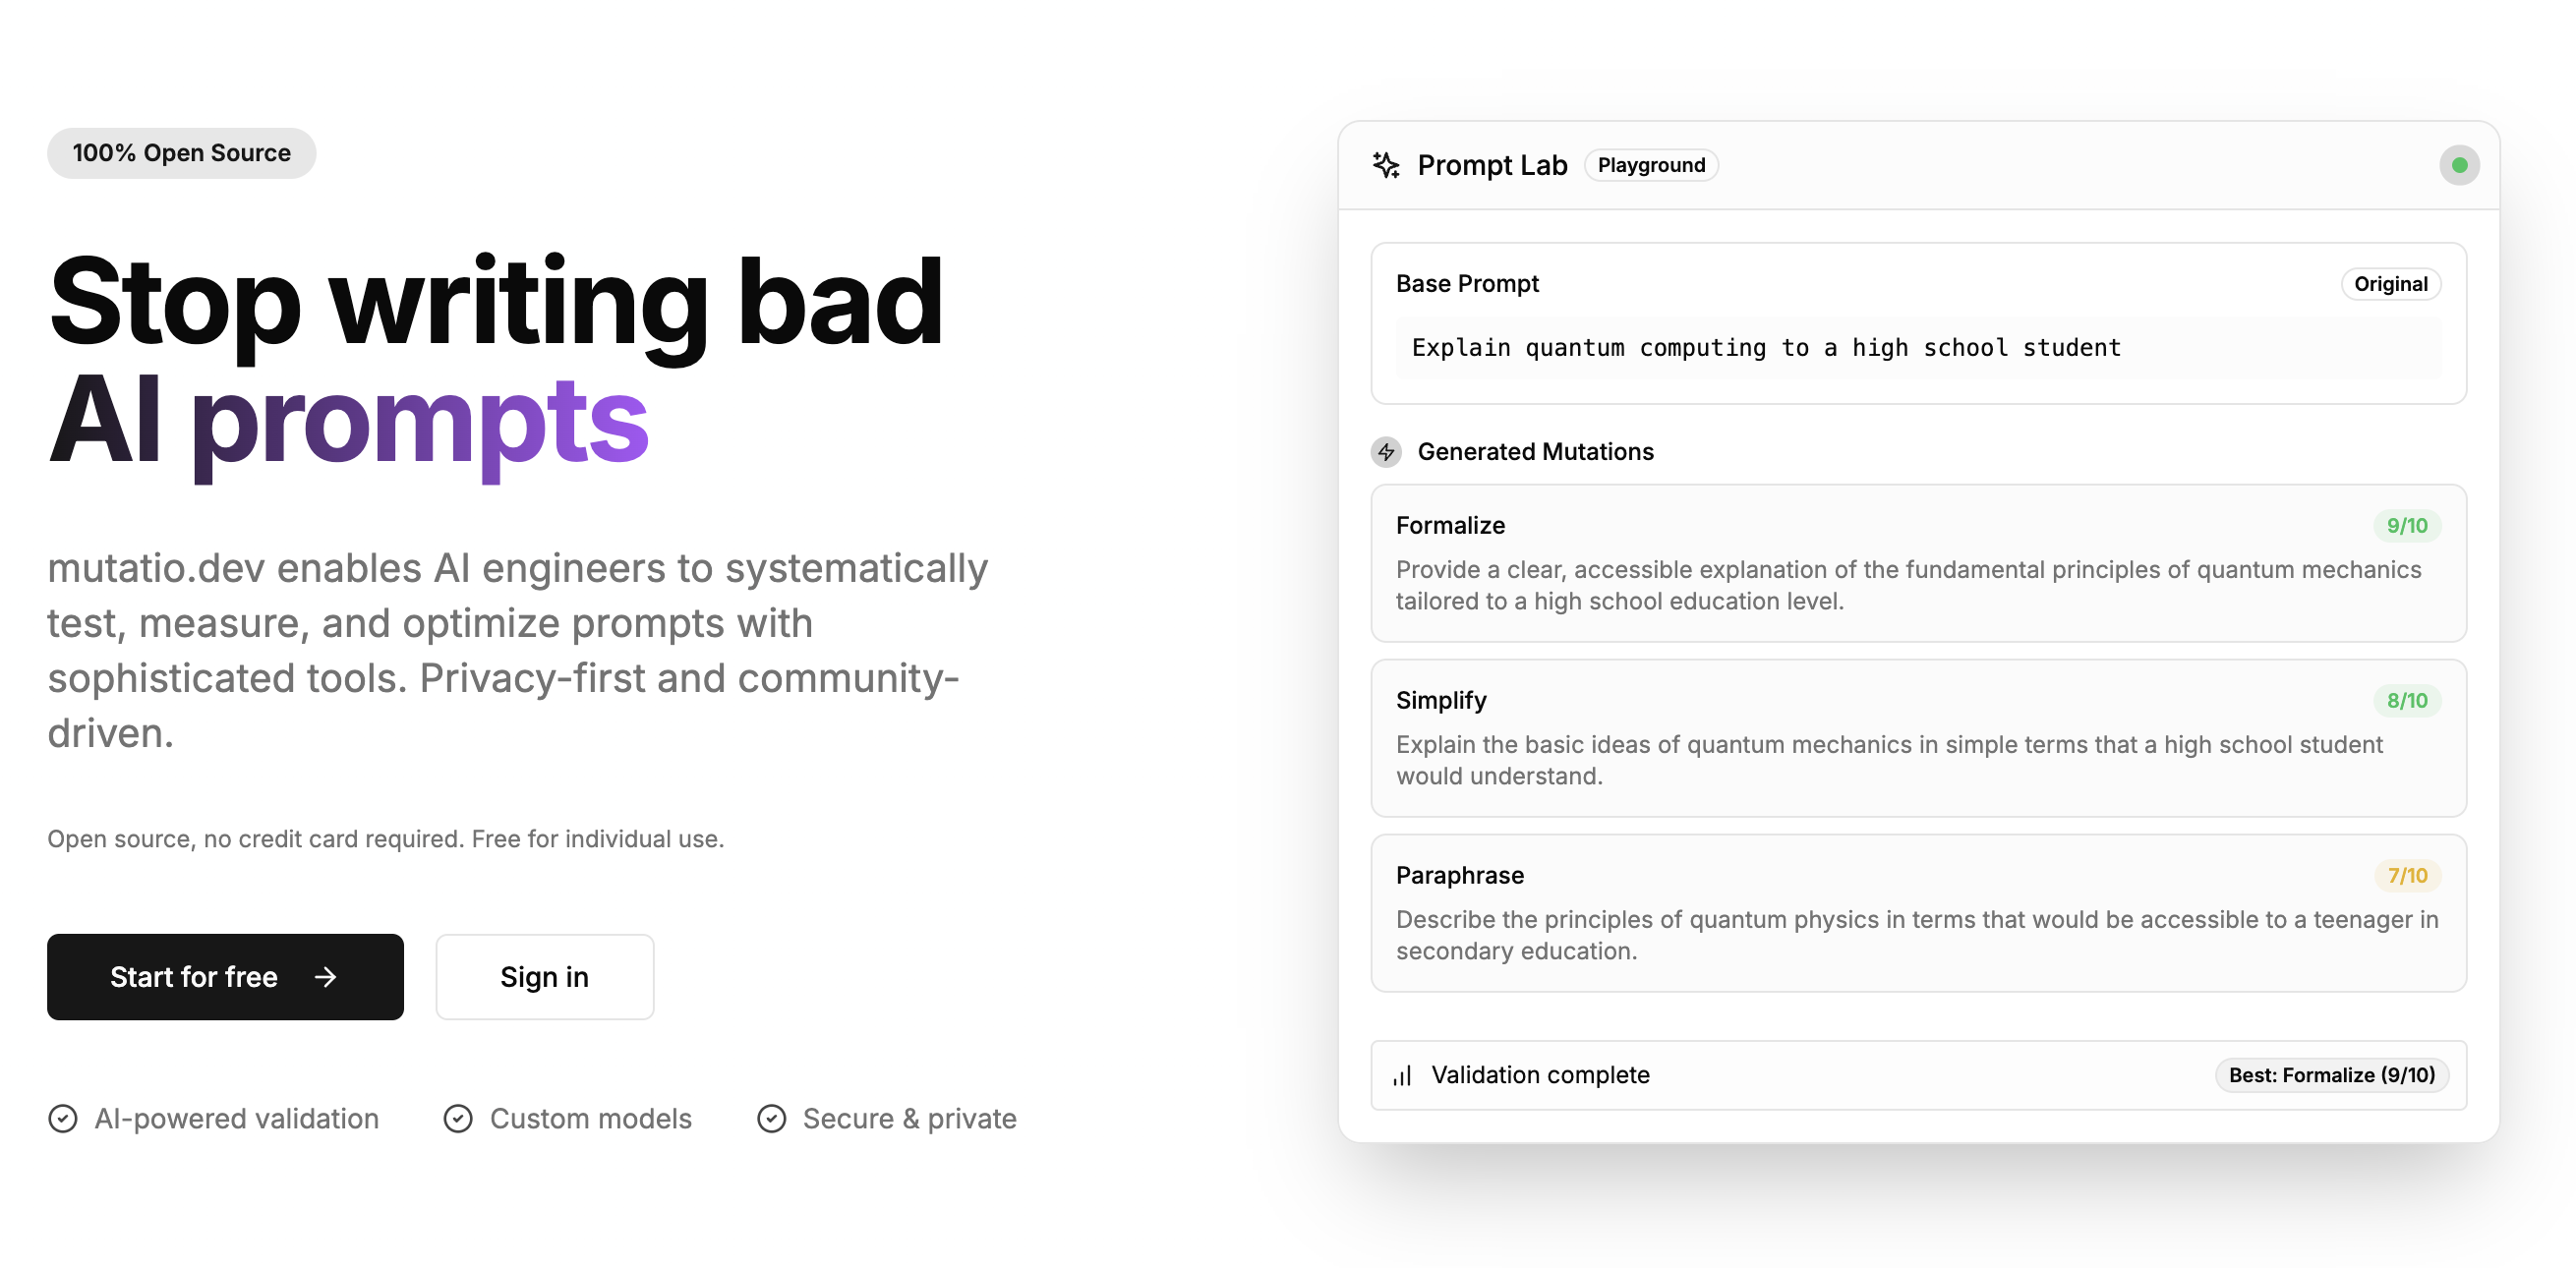 100% Open Source
Stop writing bad
AI prompts
mutatio.dev enables AI engineers to systematically
test, measure, and optimize prompts with
sophisticated tools. Privacy-first and community-
driven.
Open source, no credit card required. Free for individual use.
Start for free
Sign in
AI-powered validation
Custom models
Secure & private
Prompt Lab
Playground
Base Prompt
Original
Explain quantum computing to a high school student
Generated Mutations
Formalize
9/10
Provide a clear, accessible explanation of the fundamental principles of quantum mechanics
tailored to a high school education level.
Simplify
8/10
Explain the basic ideas of quantum mechanics in simple terms that a high school student
would understand.
Paraphrase
7/10
Describe the principles of quantum physics in terms that would be accessible to a teenager in
secondary education.
Validation complete
Best: Formalize (9/10)